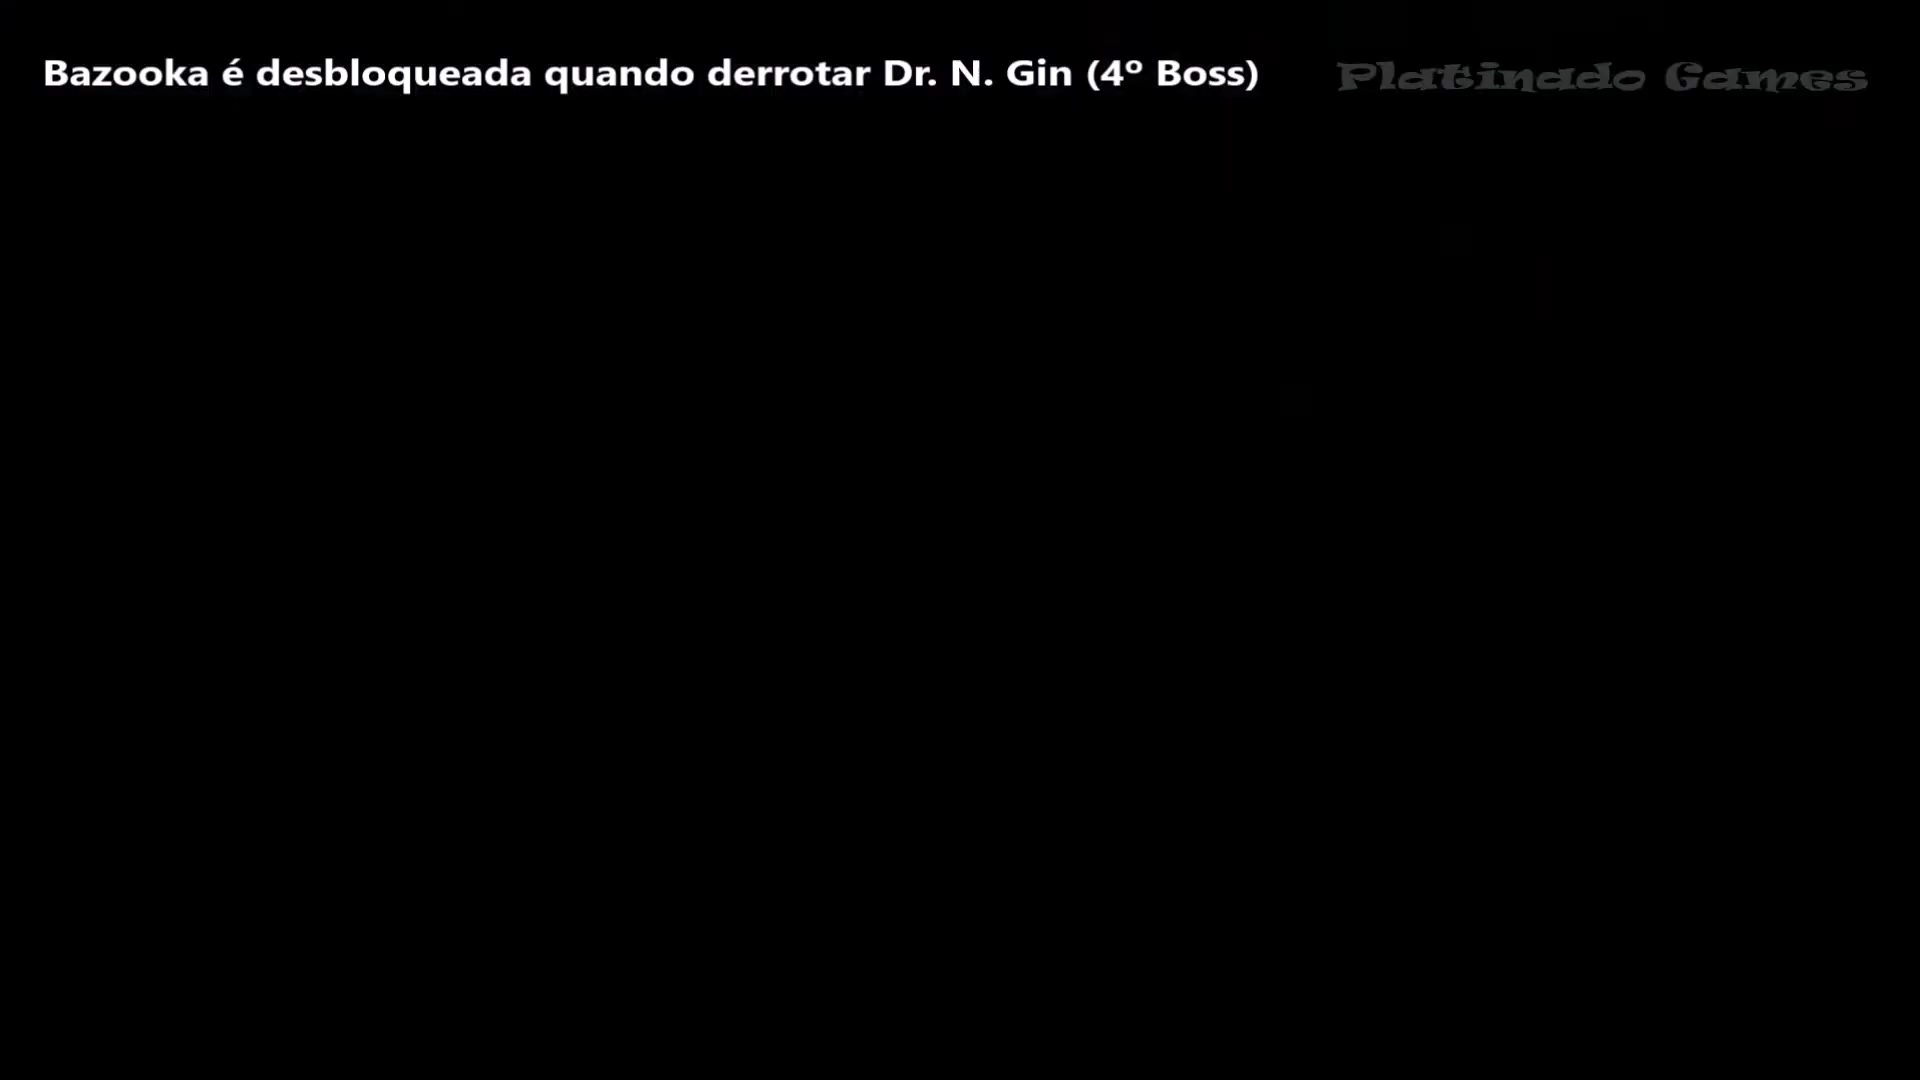 Bazooka é desbloqueada quando derrotar Dr. N. Gin (4º Boss)
Platinado Games